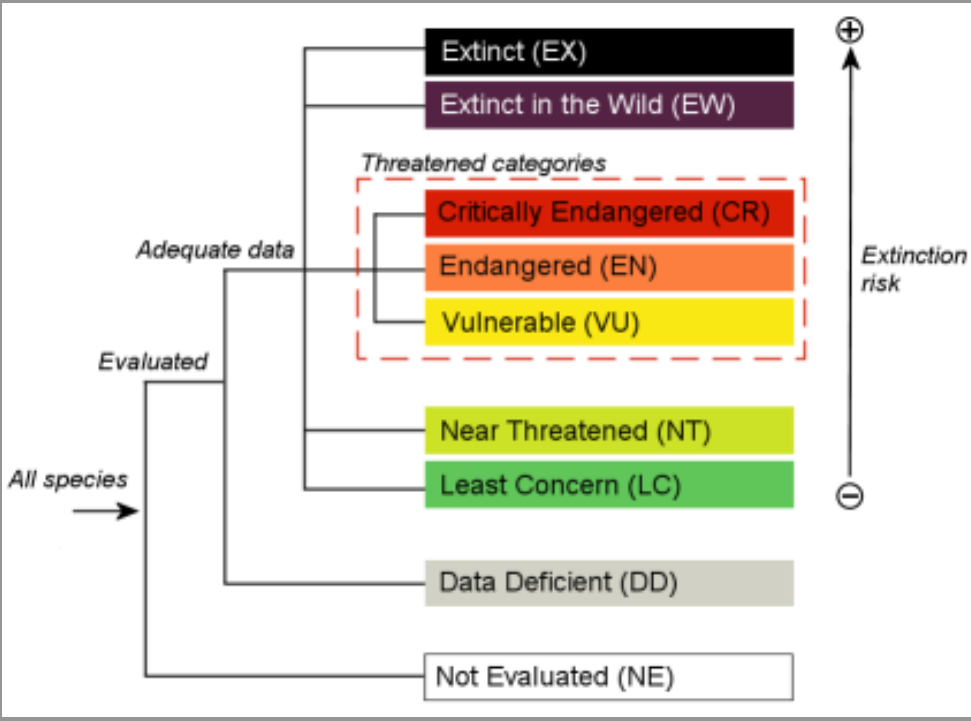 Extinct (EX)
Extinct in the Wild (EW)
Threatened categories
Critically Endangered (CR)
Adequate data
Endangered (EN)
Extinction
risk
Vulnerable (VU)
Evaluated
Near Threatened (NT)
All species
Least Concern (LC)
Data Deficient (DD)
Not Evaluated (NE)